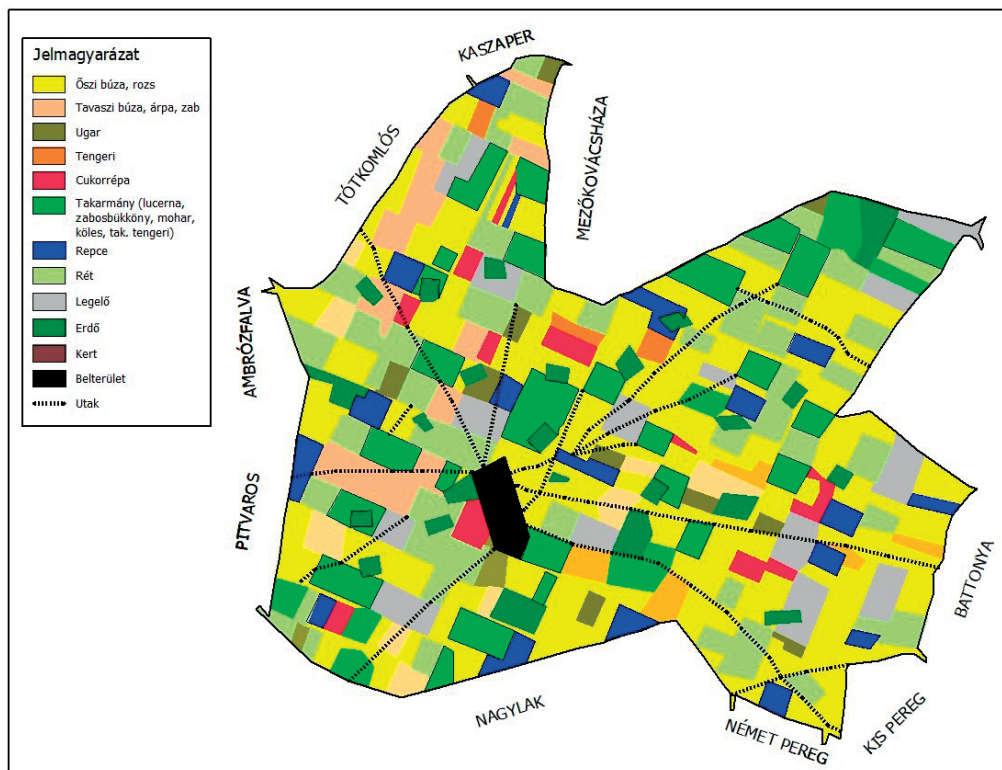 Jelmagyarázat
Őszi búza, rozs
Tavaszi búza, árpa, zab
Ugar
Tengeri
Cukorrépa
Takarmány (lucerna,
zabosbükköny, mohar,
köles, tak. tengeri)
Repce
Rét
Legelő
Erdő
Kert
Belterület
Utak
KASZAPER
TÓTKOMLÓS
MEZŐKOVÁCSHÁZA
AMBRÓZFALVA
PITVAROS
BATTONYA
NAGYLAK
NÉMET PEREG
KIS PEREG